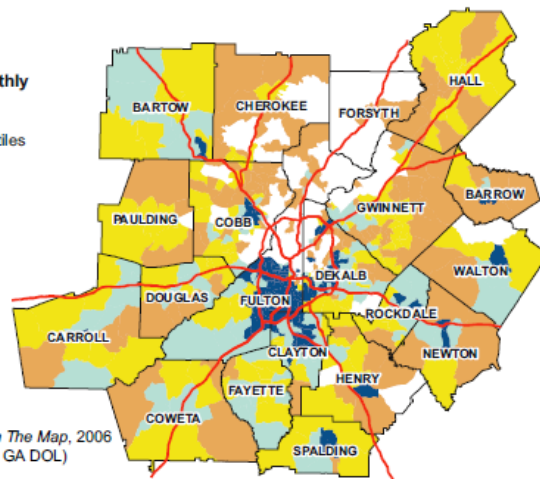 thly
tiles
HALL
BARTOW
CHEROKEE
FORSYTH
BARROW
PAULDING
COBB
GWINNETT
WALTON
DEKALB
DOUGLAS
FULTON
ROCKDALE
CARROLL
CLAYTON
NEWTON
HENRY
FAYETTE
COWETA
SPALDING
The Map, 2006
GA DOL)